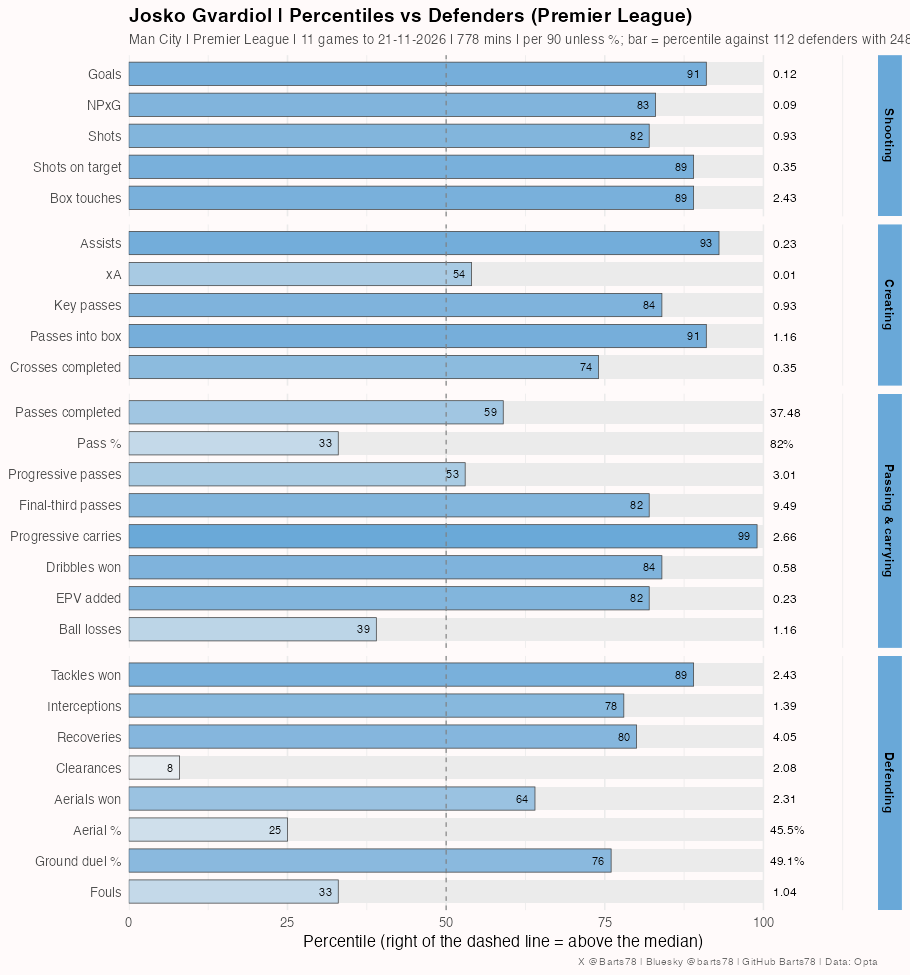 Josko Gvardiol | Percentiles vs Defenders (Premier League)
Man City | Premier League | 11 games to 21-11-2026 | 778 mins | per 90 unless %; bar = percentile against 112 defenders with 248
Goals 91 0.12
NPxG 83 0.09
Shots 82 0.93
Shots on target 89 0.35
Box touches 89 2.43
Shooting
Assists 93 0.23
xA 54 0.01
Key passes 84 0.93
Passes into box 91 1.16
Crosses completed 74 0.35
Creating
Passes completed 59 37.48
Pass % 33 82%
Progressive passes 53 3.01
Final-third passes 82 9.49
Progressive carries 99 2.66
Dribbles won 84 0.58
EPV added 82 0.23
Ball losses 39 1.16
Passing & carrying
Tackles won 89 2.43
Interceptions 78 1.39
Recoveries 80 4.05
Clearances 8 2.08
Aerials won 64 2.31
Aerial % 25 45.5%
Ground duel % 76 49.1%
Fouls 33 1.04
Defending
0 25 50 75 100
Percentile (right of the dashed line = above the median)
X @Barts78 | Bluesky @barts78 | GitHub Barts78 | Data: Opta